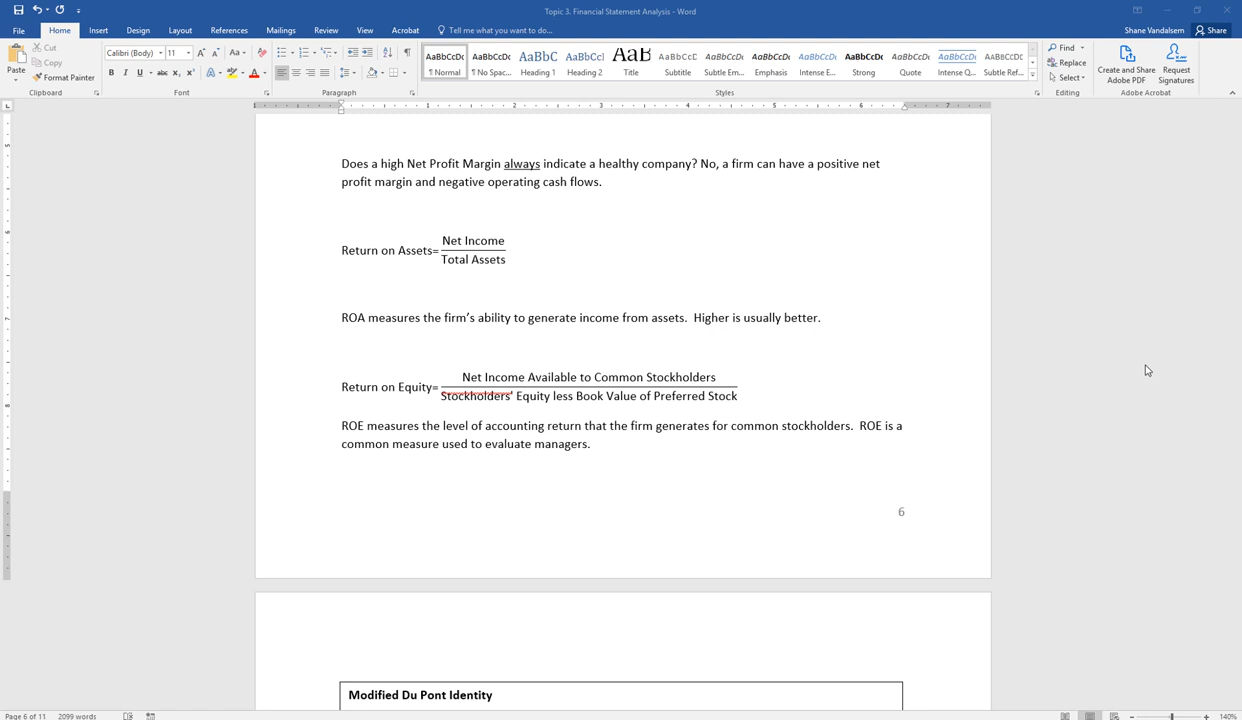 Topic 3. Financial Statement Analysis - Word
File Home Insert Design Layout References Mailings Review View Acrobat Tell me what you want to do... Shane Vandalsem Share
Paste
Cut
Copy
Format Painter
Clipboard
Calibri (Body) 11
Font
Paragraph
AaBbCcDc AaBbCcDc AaBbC AaBbCcl AaB AaBbCcD AaBbCcDc AaBbCcDc AaBbCcDc AaBbCcDc AaBbCcDc AaBbCcDc AaBbCcDc
¶ Normal ¶ No Spac... Heading 1 Heading 2 Title Subtitle Subtle Em... Emphasis Intense E... Strong Quote Intense Q... Subtle Ref...
Styles
Find
Replace
Select
Editing
Create and Share
Adobe PDF
Request
Signatures
Adobe Acrobat
1 1 2 3 4 5 6 7
Does a high Net Profit Margin always indicate a healthy company? No, a firm can have a positive net
profit margin and negative operating cash flows.
Return on Assets=
Net Income
Total Assets
ROA measures the firm's ability to generate income from assets.  Higher is usually better.
Return on Equity=
Net Income Available to Common Stockholders
Stockholders' Equity less Book Value of Preferred Stock
ROE measures the level of accounting return that the firm generates for common stockholders.  ROE is a
common measure used to evaluate managers.
6
Modified Du Pont Identity
Page 6 of 11 2099 words 140%